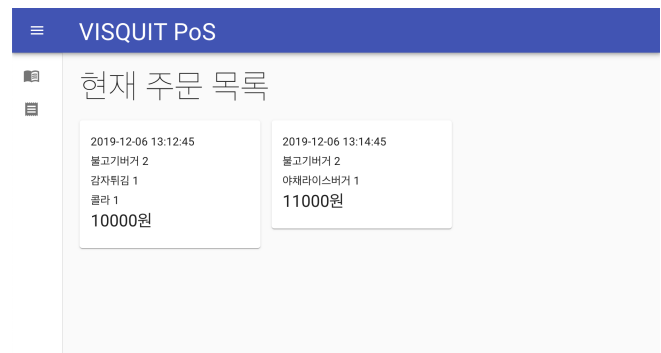 VISQUIT PoS
현재 주문 목록
2019-12-06 13:12:45
불고기버거 2
감자튀김 1
콜라 1
10000원
2019-12-06 13:14:45
불고기버거 2
야채라이스버거 1
11000원